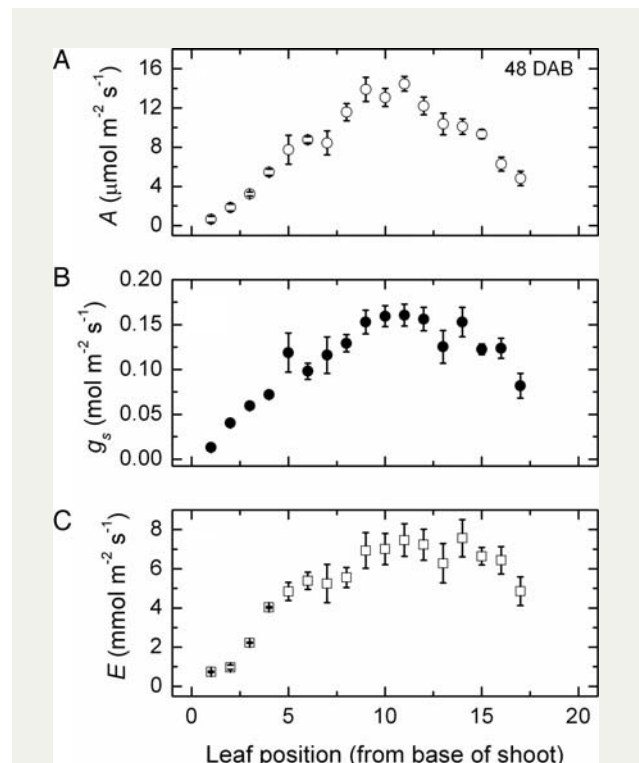 A
48 DAB
16
12
8
4
0
A (μmol m⁻² s⁻¹)
B
0.20
0.15
0.10
0.05
0.00
gₛ (mol m⁻² s⁻¹)
C
8
6
4
2
0
E (mmol m⁻² s⁻¹)
0 5 10 15 20
Leaf position (from base of shoot)